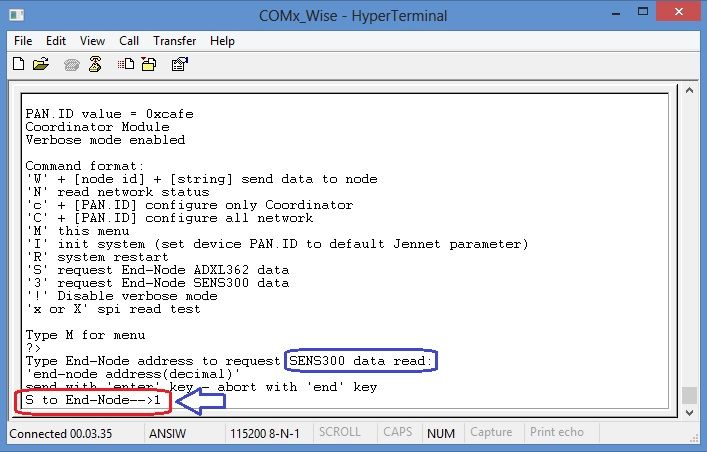 COMx_Wise - HyperTerminal
File Edit View Call Transfer Help
PAN.ID value = 0xcafe
Coordinator Module
Verbose mode enabled
Command format:
'W' + [node id] + [string] send data to node
'N' read network status
'c' + [PAN.ID] configure only Coordinator
'C' + [PAN.ID] configure all network
'M' this menu
'I' init system (set device PAN.ID to default Jennet parameter)
'R' system restart
'S' request End-Node ADXL362 data
'3' request End-Node SENS300 data
'!' Disable verbose mode
'x or X' spi read test
Type M for menu
?>
Type End-Node address to request SENS300 data read:
'end-node address(decimal)'
send with 'enter' key - abort with 'end' key
S to End-Node-->1
Connected 00.03.35 ANSIW 115200 8-N-1 SCROLL CAPS NUM Capture Print echo